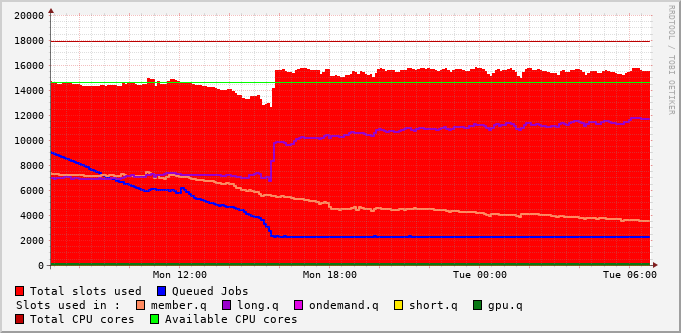 20000
18000
16000
14000
12000
10000
8000
6000
4000
2000
0
Mon 12:00 Mon 18:00 Tue 00:00 Tue 06:00
Total slots used Queued Jobs
Slots used in : member.q long.q ondemand.q short.q gpu.q
Total CPU cores Available CPU cores
RRDTOOL / TOBI OETIKER